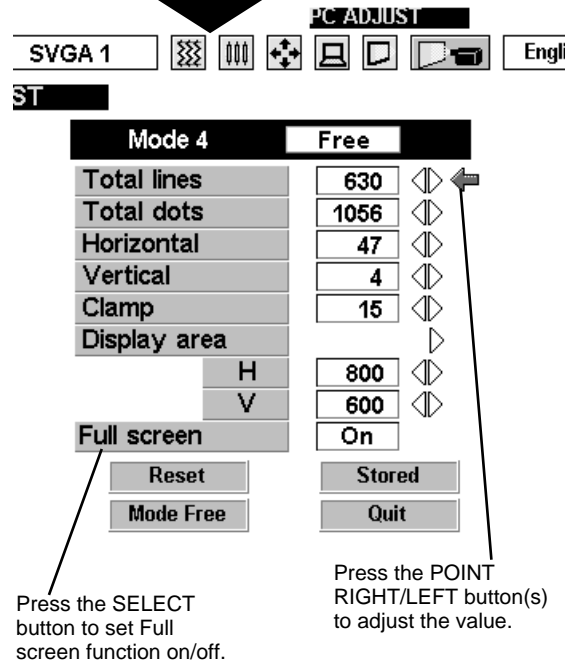 PC ADJUST
SVGA 1
Engli
ST
Mode 4 Free
Total lines 630
Total dots 1056
Horizontal 47
Vertical 4
Clamp 15
Display area
H 800
V 600
Full screen On
Reset Stored
Mode Free Quit
Press the SELECT
button to set Full
screen function on/off.
Press the POINT
RIGHT/LEFT button(s)
to adjust the value.